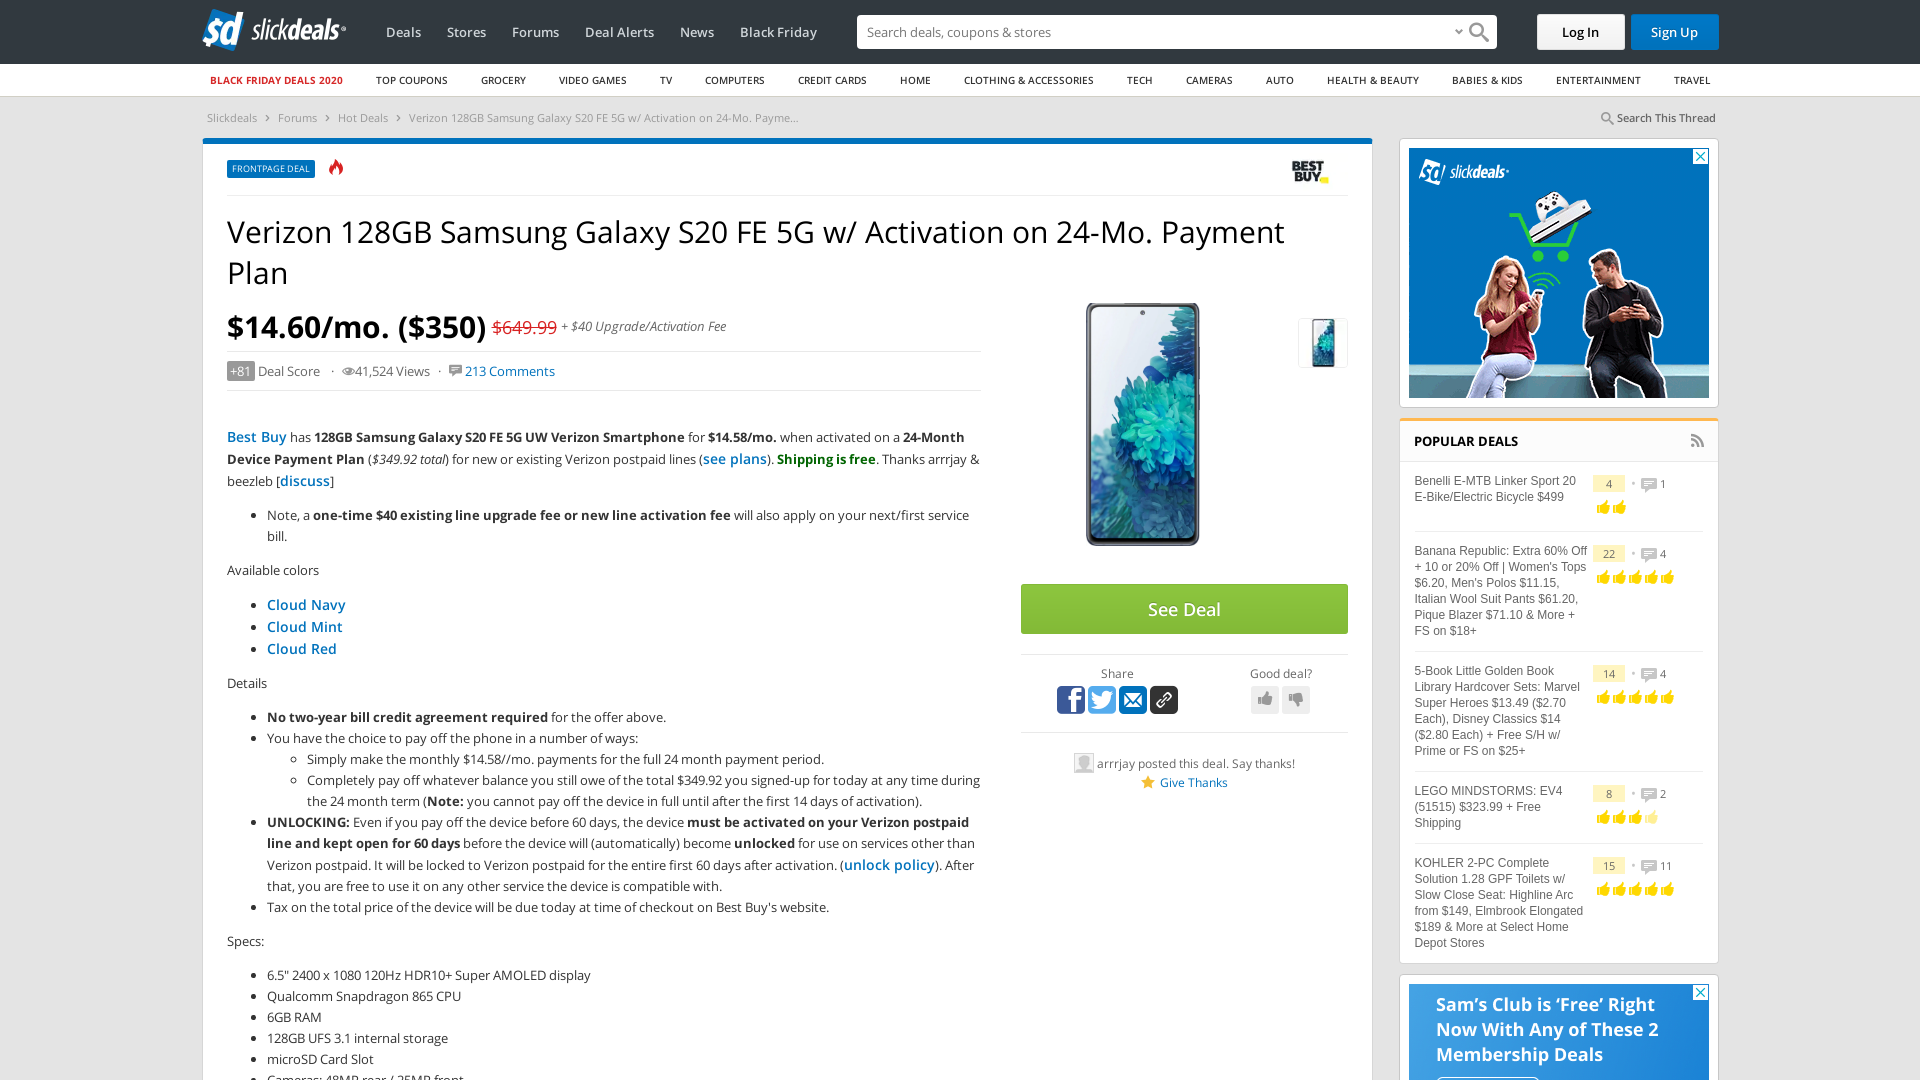 slickdeals
Deals
Stores
Forums
Deal Alerts
News
Black Friday
Search deals, coupons & stores
Log In
Sign Up
BLACK FRIDAY DEALS 2020
TOP COUPONS
GROCERY
VIDEO GAMES
TV
COMPUTERS
CREDIT CARDS
HOME
CLOTHING & ACCESSORIES
TECH
CAMERAS
AUTO
HEALTH & BEAUTY
BABIES & KIDS
ENTERTAINMENT
TRAVEL
Slickdeals › Forums › Hot Deals › Verizon 128GB Samsung Galaxy S20 FE 5G w/ Activation on 24-Mo. Payme...
Search This Thread
FRONTPAGE DEAL
BEST
BUY
Verizon 128GB Samsung Galaxy S20 FE 5G w/ Activation on 24-Mo. Payment
Plan
$14.60/mo. ($350) $649.99 + $40 Upgrade/Activation Fee
+81 Deal Score · 41,524 Views · 213 Comments
Best Buy has 128GB Samsung Galaxy S20 FE 5G UW Verizon Smartphone for $14.58/mo. when activated on a 24-Month
Device Payment Plan ($349.92 total) for new or existing Verizon postpaid lines (see plans). Shipping is free. Thanks arrrjay &
beezleb [discuss]
• Note, a one-time $40 existing line upgrade fee or new line activation fee will also apply on your next/first service
bill.
Available colors
• Cloud Navy
• Cloud Mint
• Cloud Red
Details
• No two-year bill credit agreement required for the offer above.
• You have the choice to pay off the phone in a number of ways:
◦ Simply make the monthly $14.58//mo. payments for the full 24 month payment period.
◦ Completely pay off whatever balance you still owe of the total $349.92 you signed-up for today at any time during
the 24 month term (Note: you cannot pay off the device in full until after the first 14 days of activation).
• UNLOCKING: Even if you pay off the device before 60 days, the device must be activated on your Verizon postpaid
line and kept open for 60 days before the device will (automatically) become unlocked for use on services other than
Verizon postpaid. It will be locked to Verizon postpaid for the entire first 60 days after activation. (unlock policy). After
that, you are free to use it on any other service the device is compatible with.
• Tax on the total price of the device will be due today at time of checkout on Best Buy's website.
Specs:
• 6.5" 2400 x 1080 120Hz HDR10+ Super AMOLED display
• Qualcomm Snapdragon 865 CPU
• 6GB RAM
• 128GB UFS 3.1 internal storage
• microSD Card Slot
• Cameras: 48MP rear / 25MP front
See Deal
Share
Good deal?
arrrjay posted this deal. Say thanks!
Give Thanks
slickdeals
POPULAR DEALS
Benelli E-MTB Linker Sport 20
E-Bike/Electric Bicycle $499
4 • 1
Banana Republic: Extra 60% Off
+ 10 or 20% Off | Women's Tops
$6.20, Men's Polos $11.15,
Italian Wool Suit Pants $61.20,
Pique Blazer $71.10 & More +
FS on $18+
22 • 4
5-Book Little Golden Book
Library Hardcover Sets: Marvel
Super Heroes $13.49 ($2.70
Each), Disney Classics $14
($2.80 Each) + Free S/H w/
Prime or FS on $25+
14 • 4
LEGO MINDSTORMS: EV4
(51515) $323.99 + Free
Shipping
8 • 2
KOHLER 2-PC Complete
Solution 1.28 GPF Toilets w/
Slow Close Seat: Highline Arc
from $149, Elmbrook Elongated
$189 & More at Select Home
Depot Stores
15 • 11
Sam's Club is ‘Free’ Right
Now With Any of These 2
Membership Deals